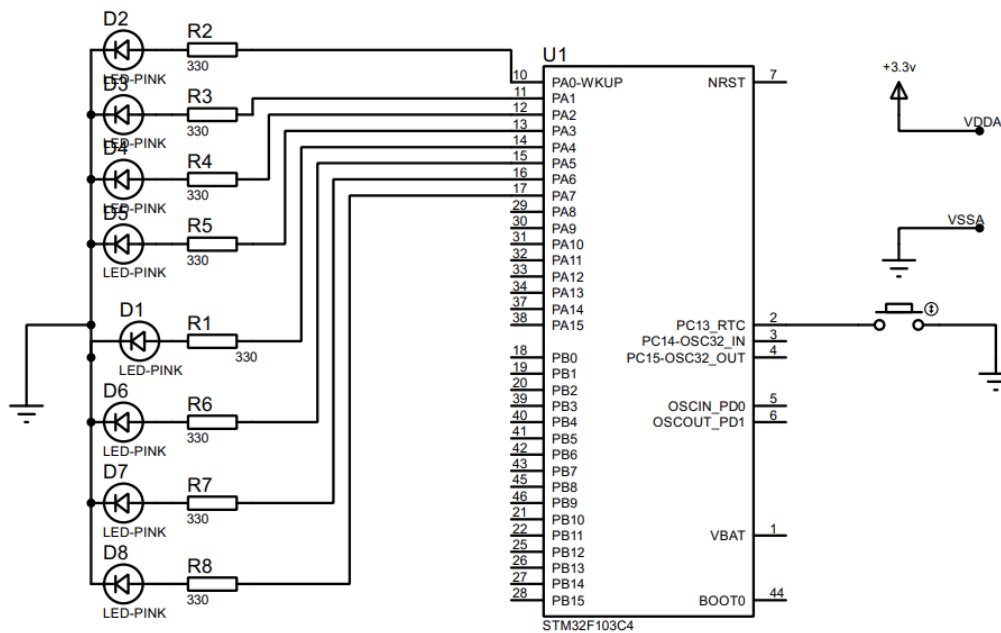 D2
R2
330
LED-PINK
D3
R3
330
LED-PINK
D4
R4
330
LED-PINK
D5
R5
330
LED-PINK
D1
R1
330
LED-PINK
D6
R6
330
LED-PINK
D7
R7
330
LED-PINK
D8
R8
330
LED-PINK
U1
10 PA0-WKUP
11 PA1
12 PA2
13 PA3
14 PA4
15 PA5
16 PA6
17 PA7
29 PA8
30 PA9
31 PA10
32 PA11
33 PA12
34 PA13
37 PA14
38 PA15
18 PB0
19 PB1
20 PB2
39 PB3
40 PB4
41 PB5
42 PB6
43 PB7
45 PB8
46 PB9
21 PB10
22 PB11
25 PB12
26 PB13
27 PB14
28 PB15
NRST 7
PC13_RTC 2
PC14-OSC32_IN 3
PC15-OSC32_OUT 4
OSCIN_PD0 5
OSCOUT_PD1 6
VBAT 1
BOOT0 44
STM32F103C4
+3.3v
VDDA
VSSA